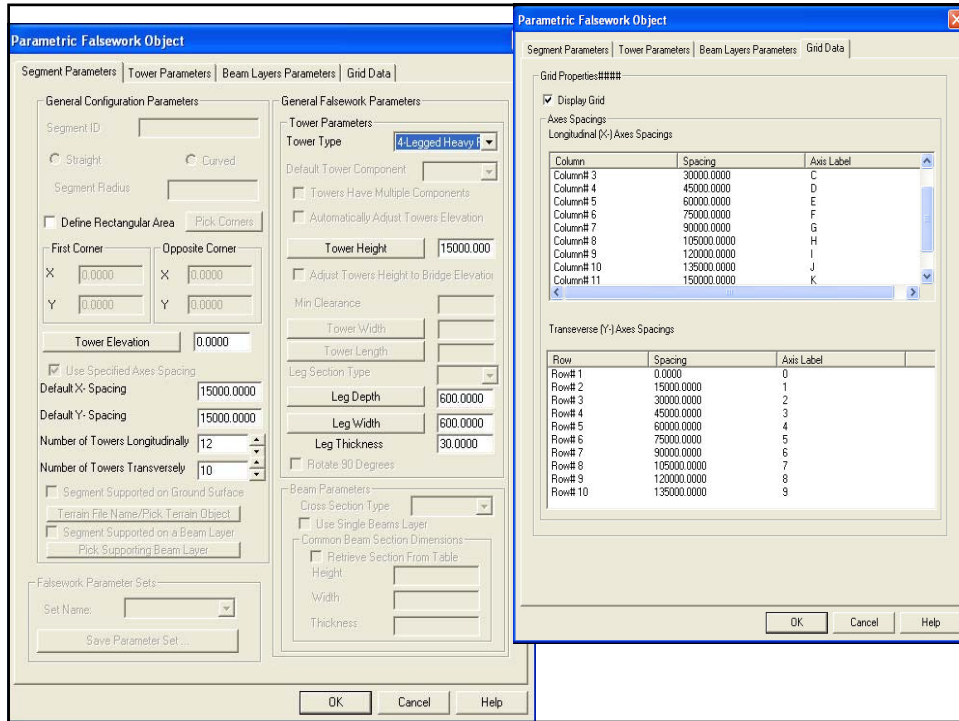 Parametric Falsework Object
Segment Parameters | Tower Parameters | Beam Layers Parameters | Grid Data
General Configuration Parameters
Segment ID
Straight
Curved
Segment Radius
Define Rectangular Area
Pick Corners
First Corner
Opposite Corner
X 0.0000 X 0.0000
Y 0.0000 Y 0.0000
Tower Elevation 0.0000
Use Specified Axes Spacing
Default X- Spacing 15000.0000
Default Y- Spacing 15000.0000
Number of Towers Longitudinally 12
Number of Towers Transversely 10
Segment Supported on Ground Surface
Terrain File Name/Pick Terrain Object
Segment Supported on a Beam Layer
Pick Supporting Beam Layer
Falsework Parameter Sets
Set Name:
Save Parameter Set ...
General Falsework Parameters
Tower Parameters
Tower Type 4-Legged Heavy
Default Tower Component
Towers Have Multiple Components
Automatically Adjust Towers Elevation
Tower Height 15000.000
Adjust Towers Height to Bridge Elevation
Min Clearance
Tower Width
Tower Length
Leg Section Type
Leg Depth 600.0000
Leg Width 600.0000
Leg Thickness 30.0000
Rotate 90 Degrees
Beam Parameters
Cross Section Type
Use Single Beams Layer
Common Beam Section Dimensions
Retrieve Section From Table
Height
Width
Thickness
OK Cancel Help
Parametric Falsework Object
Segment Parameters | Tower Parameters | Beam Layers Parameters | Grid Data
Grid Properties####
Display Grid
Axes Spacings
Longitudinal (X-) Axes Spacings
Column Spacing Axis Label
Column# 3 30000.0000 C
Column# 4 45000.0000 D
Column# 5 60000.0000 E
Column# 6 75000.0000 F
Column# 7 90000.0000 G
Column# 8 105000.0000 H
Column# 9 120000.0000 I
Column# 10 135000.0000 J
Column# 11 150000.0000 K
Transeverse (Y-) Axes Spacings
Row Spacing Axis Label
Row# 1 0.0000 0
Row# 2 15000.0000 1
Row# 3 30000.0000 2
Row# 4 45000.0000 3
Row# 5 60000.0000 4
Row# 6 75000.0000 5
Row# 7 90000.0000 6
Row# 8 105000.0000 7
Row# 9 120000.0000 8
Row# 10 135000.0000 9
OK Cancel Help